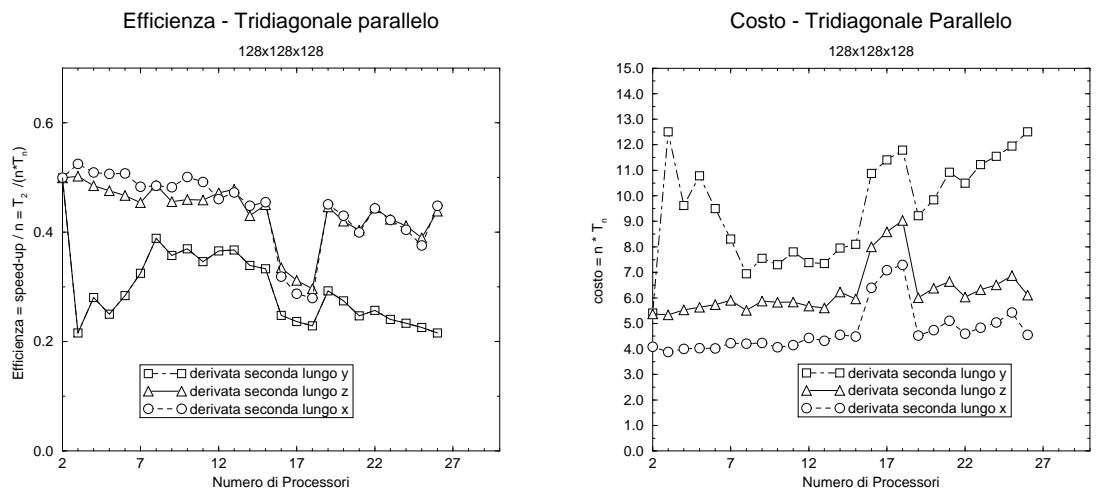 Efficienza - Tridiagonale parallelo
128x128x128
Efficienza = speed-up / n = T2 /(n*Tn)
0.6
0.4
0.2
0.0
2 7 12 17 22 27
Numero di Processori
derivata seconda lungo y
derivata seconda lungo z
derivata seconda lungo x
Costo - Tridiagonale Parallelo
128x128x128
costo = n * Tn
15.0
14.0
13.0
12.0
11.0
10.0
9.0
8.0
7.0
6.0
5.0
4.0
3.0
2.0
1.0
0.0
2 7 12 17 22 27
Numero di Processori
derivata seconda lungo y
derivata seconda lungo z
derivata seconda lungo x